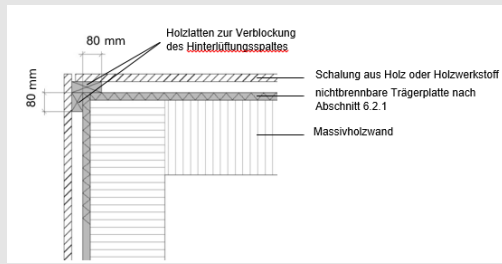 80 mm
Holzlatten zur Verblockung
des Hinterlüftungsspaltes
80 mm
Schalung aus Holz oder Holzwerkstoff
nichtbrennbare Trägerplatte nach
Abschnitt 6.2.1
Massivholzwand